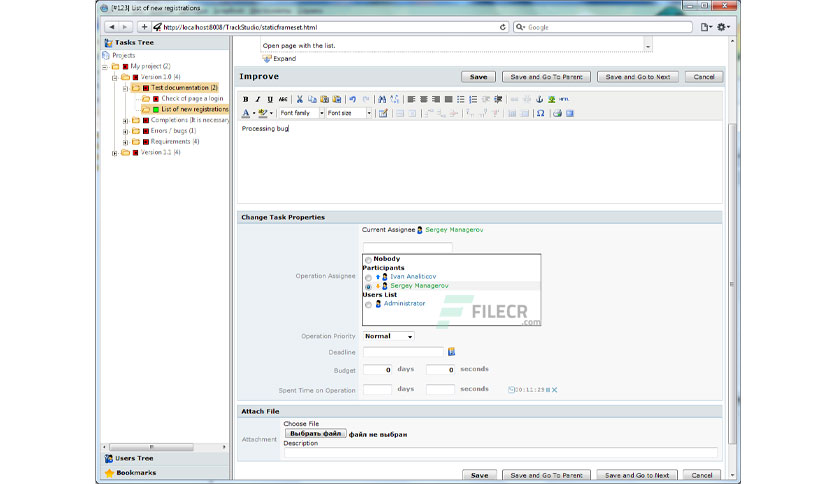 [#123] List of new registrations
http://localhost:8088/TrackStudio/staticframeset.html
Google
Tasks Tree
Projects
My project (2)
Version 1.0 (4)
Test documentation (2)
Check of page a login
List of new registrations
Completions (It is necessary
Errors / bugs (1)
Requirements (4)
Version 1.1 (4)
Users Tree
Bookmarks
Open page with the list.
Expand
Improve
Save
Save and Go To Parent
Save and Go to Next
Cancel
B I U ABC
HTML
Font family
Font size
Processing bug
Change Task Properties
Current Assignee Sergey Managerov
Operation Assignee
Nobody
Participants
Ivan Analiticov
Sergey Managerov
Users List
Administrator
FILECR
.com
Operation Priority Normal
Deadline
Budget 0 days 0 seconds
Spent Time on Operation days seconds
Attach File
Choose File
Attachment
Выбрать файл файл не выбран
Description
Save
Save and Go To Parent
Save and Go to Next
Cancel